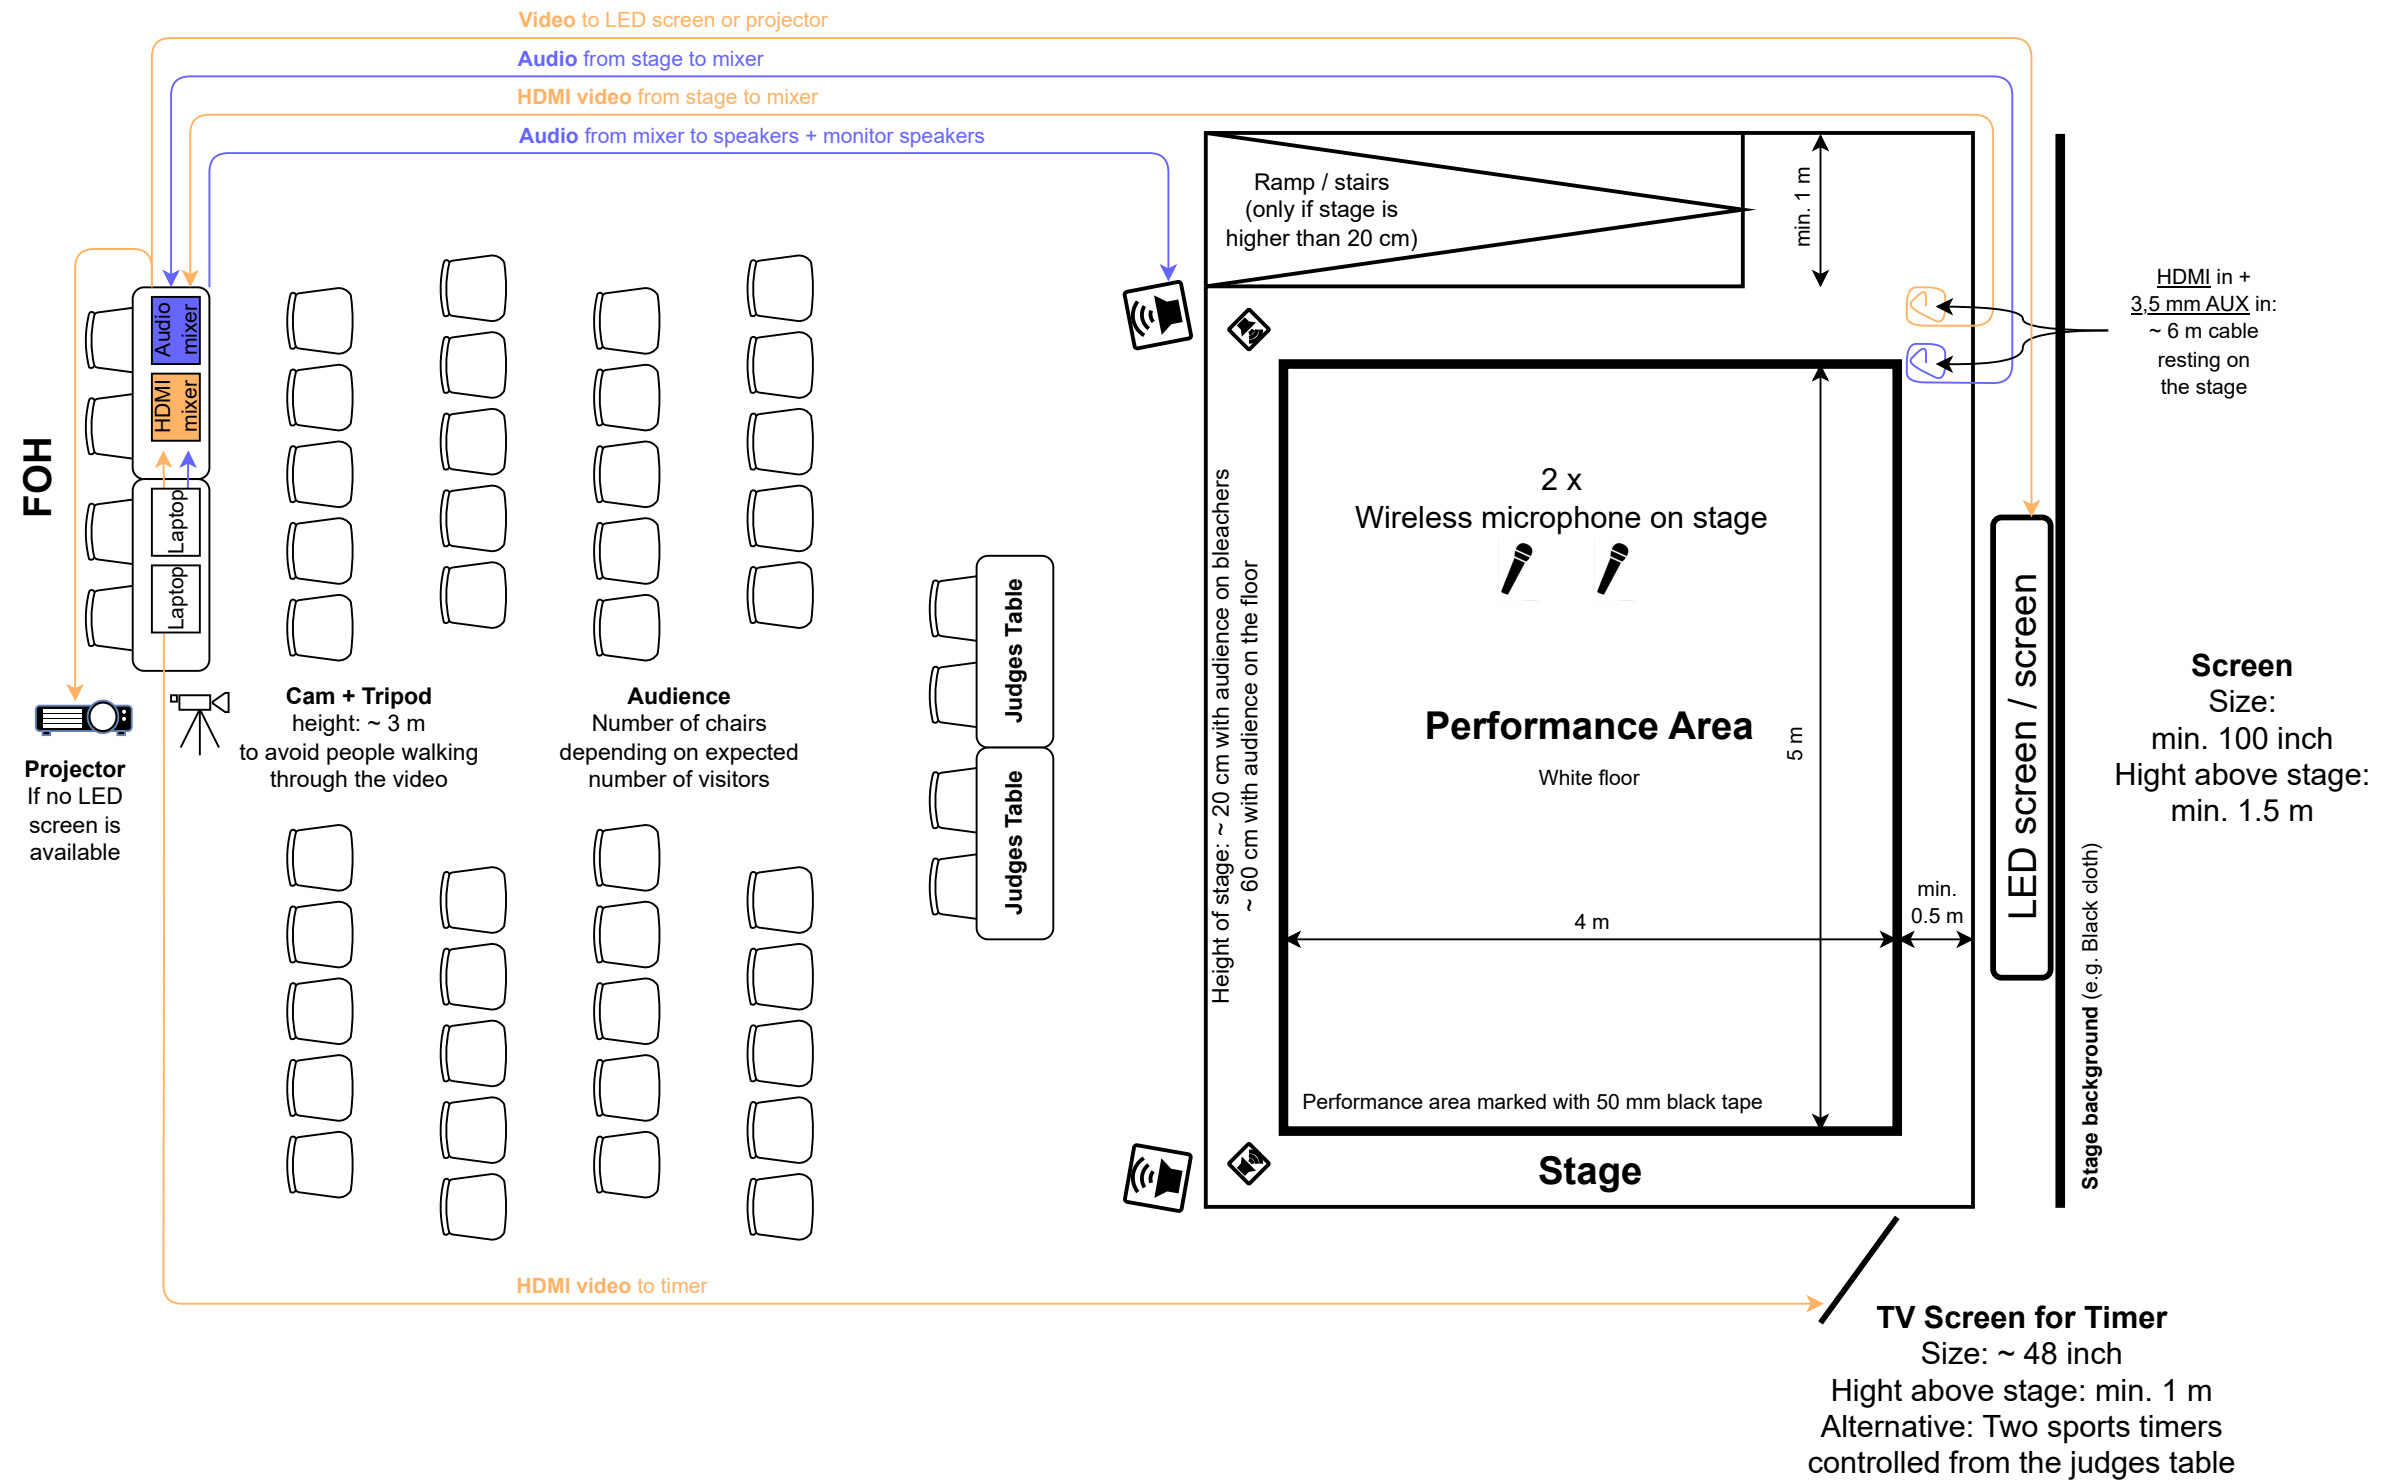 Video to LED screen or projector
Audio from stage to mixer
HDMI video from stage to mixer
Audio from mixer to speakers + monitor speakers
Ramp / stairs
(only if stage is
higher than 20 cm)
min. 1 m
HDMI in +
3,5 mm AUX in:
~ 6 m cable
resting on
the stage
FOH
Audio
mixer
HDMI
mixer
Laptop
Laptop
Projector
If no LED
screen is
available
Cam + Tripod
height: ~ 3 m
to avoid people walking
through the video
Audience
Number of chairs
depending on expected
number of visitors
Judges Table
Judges Table
Height of stage: ~ 20 cm with audience on bleachers
~ 60 cm with audience on the floor
2 x
Wireless microphone on stage
Performance Area
White floor
5 m
4 m
min.
0.5 m
Performance area marked with 50 mm black tape
Stage
LED screen / screen
Stage background (e.g. Black cloth)
Screen
Size:
min. 100 inch
Hight above stage:
min. 1.5 m
HDMI video to timer
TV Screen for Timer
Size: ~ 48 inch
Hight above stage: min. 1 m
Alternative: Two sports timers
controlled from the judges table